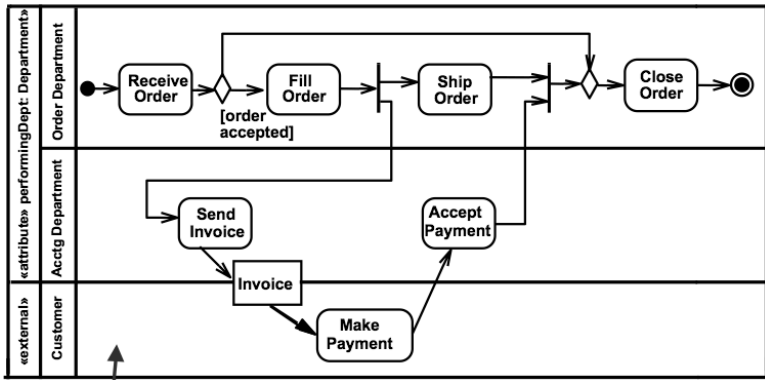 «attribute» performingDept: Department»
Order Department
Receive
Order
Fill
Order
Ship
Order
Close
Order
[order
accepted]
Acctg Department
Send
Invoice
Accept
Payment
Invoice
«external»
Customer
Make
Payment